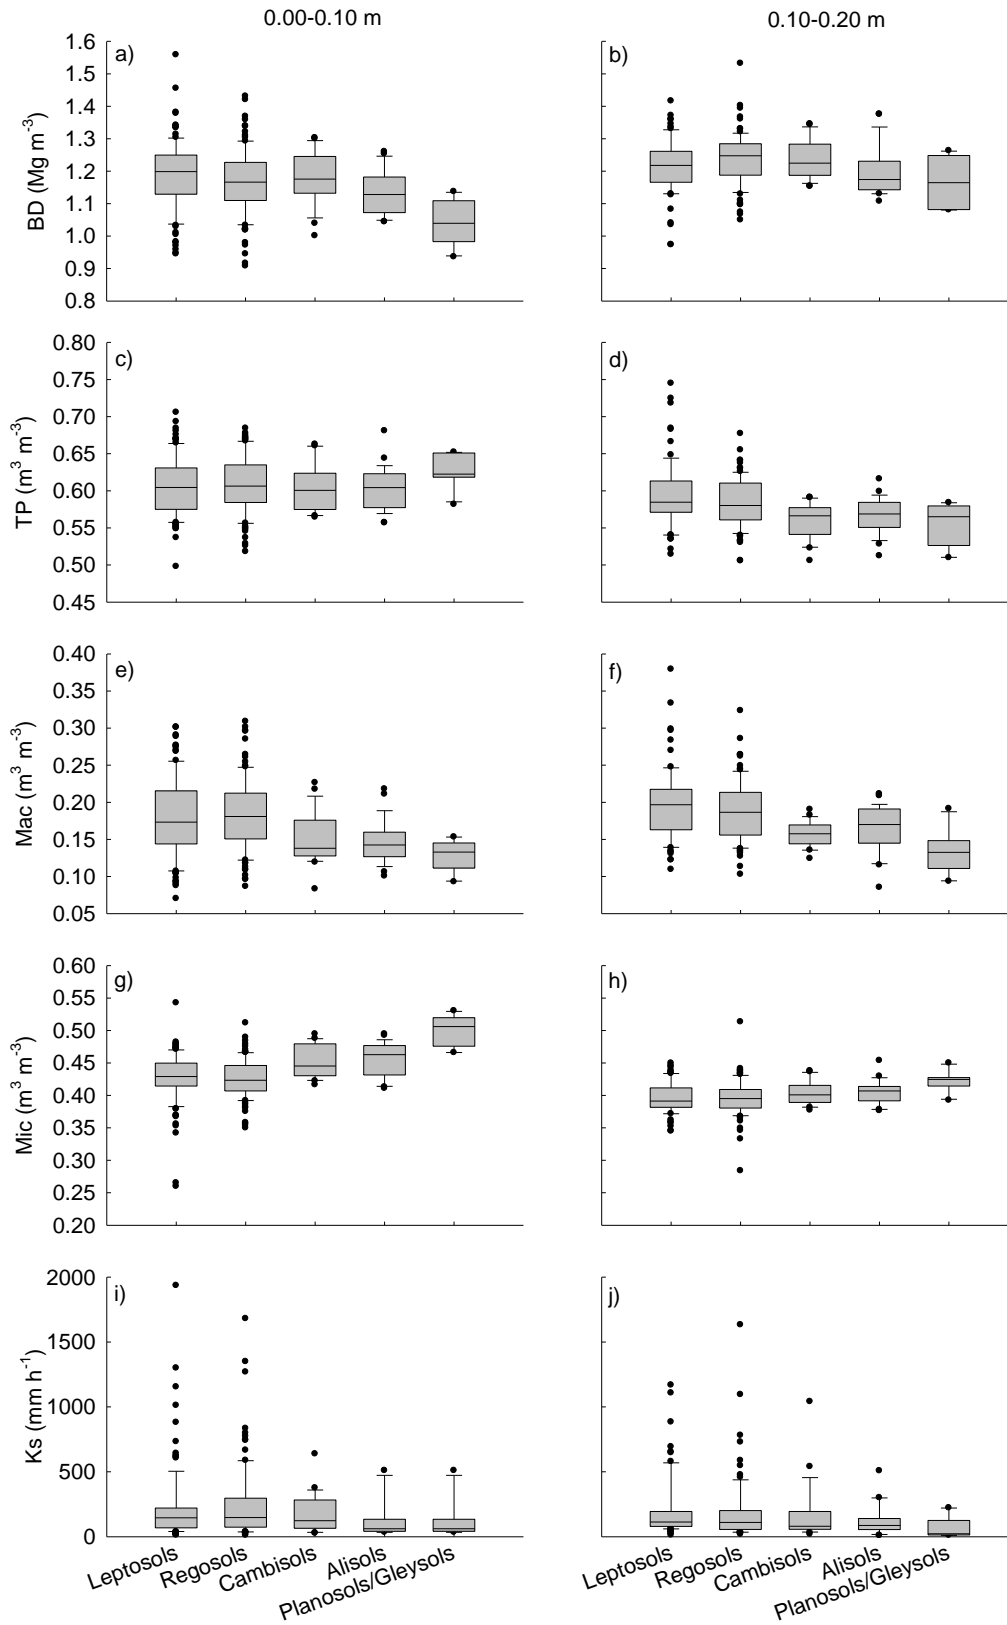 0.00-0.10 m
0.10-0.20 m
a)
b)
BD (Mg m⁻³)
1.6
1.5
1.4
1.3
1.2
1.1
1.0
0.9
0.8
c)
d)
TP (m³ m⁻³)
0.80
0.75
0.70
0.65
0.60
0.55
0.50
0.45
e)
f)
Mac (m³ m⁻³)
0.40
0.35
0.30
0.25
0.20
0.15
0.10
0.05
g)
h)
Mic (m³ m⁻³)
0.60
0.55
0.50
0.45
0.40
0.35
0.30
0.25
0.20
i)
j)
Ks (mm h⁻¹)
2000
1500
1000
500
0
Leptosols
Regosols
Cambisols
Alisols
Planosols/Gleysols
Leptosols
Regosols
Cambisols
Alisols
Planosols/Gleysols